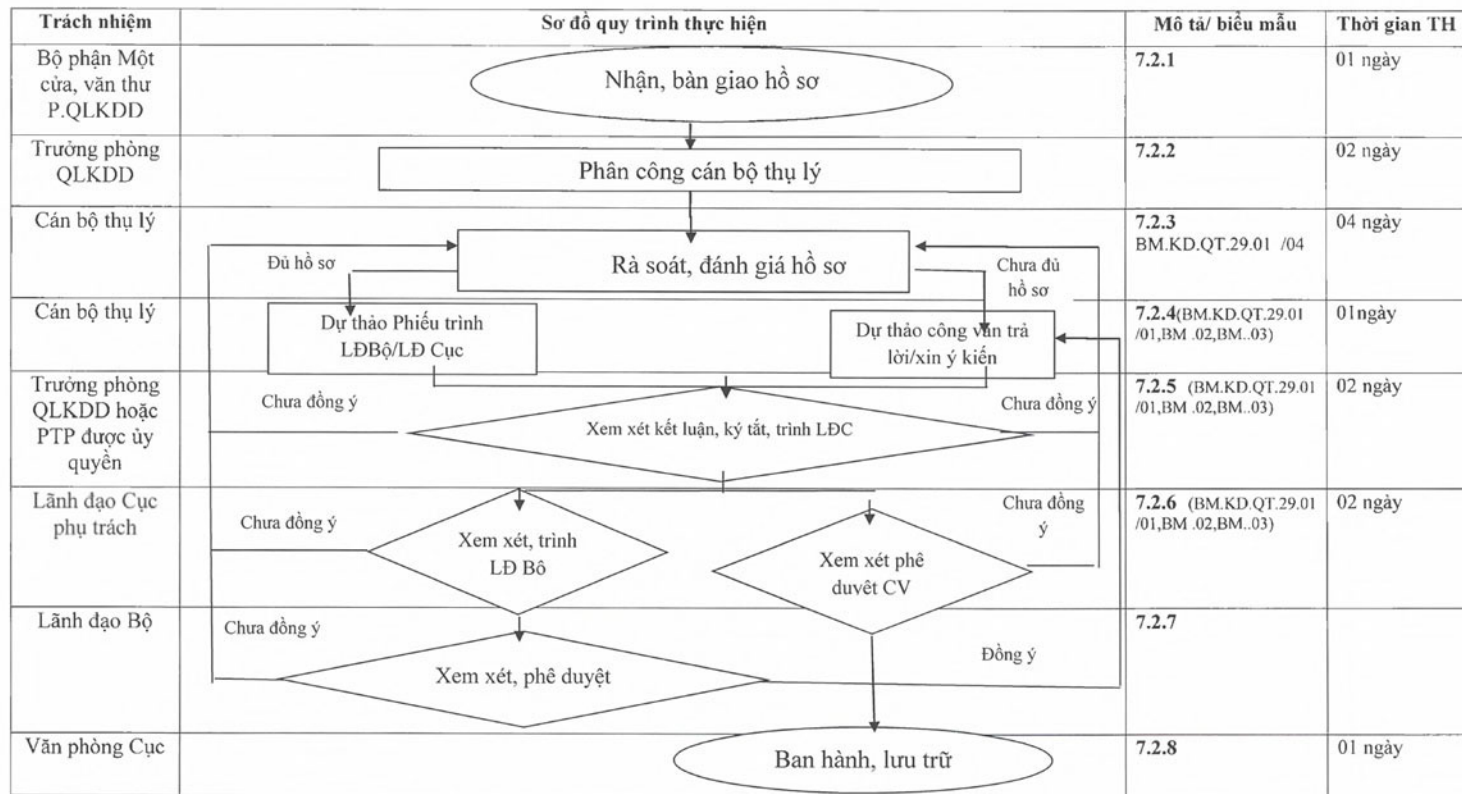 Trách nhiệm
Sơ đồ quy trình thực hiện
Mô tả/ biểu mẫu
Thời gian TH
Bộ phận Một
cửa, văn thư
P.QLKDD
Nhận, bàn giao hồ sơ
7.2.1
01 ngày
Trưởng phòng
QLKDD
Phân công cán bộ thụ lý
7.2.2
02 ngày
Cán bộ thụ lý
Đủ hồ sơ
Rà soát, đánh giá hồ sơ
Chưa đủ
hồ sơ
7.2.3
BM.KD.QT.29.01 /04
04 ngày
Cán bộ thụ lý
Dự thảo Phiếu trình
LĐBộ/LĐ Cục
Dự thảo công văn trả
lời/xin ý kiến
7.2.4(BM.KD.QT.29.01
/01,BM .02,BM..03)
01ngày
Trưởng phòng
QLKDD hoặc
PTP được ủy
quyền
Chưa đồng ý
Xem xét kết luận, ký tắt, trình LĐC
Chưa đồng ý
7.2.5 (BM.KD.QT.29.01
/01,BM .02,BM..03)
02 ngày
Lãnh đạo Cục
phụ trách
Chưa đồng ý
Xem xét, trình
LĐ Bô
Xem xét phê
duvêt CV
Chưa đồng
ý
7.2.6 (BM.KD.QT.29.01
/01,BM .02,BM..03)
02 ngày
Lãnh đạo Bộ
Chưa đồng ý
Xem xét, phê duyệt
Đồng ý
7.2.7
Văn phòng Cục
Ban hành, lưu trữ
7.2.8
01 ngày